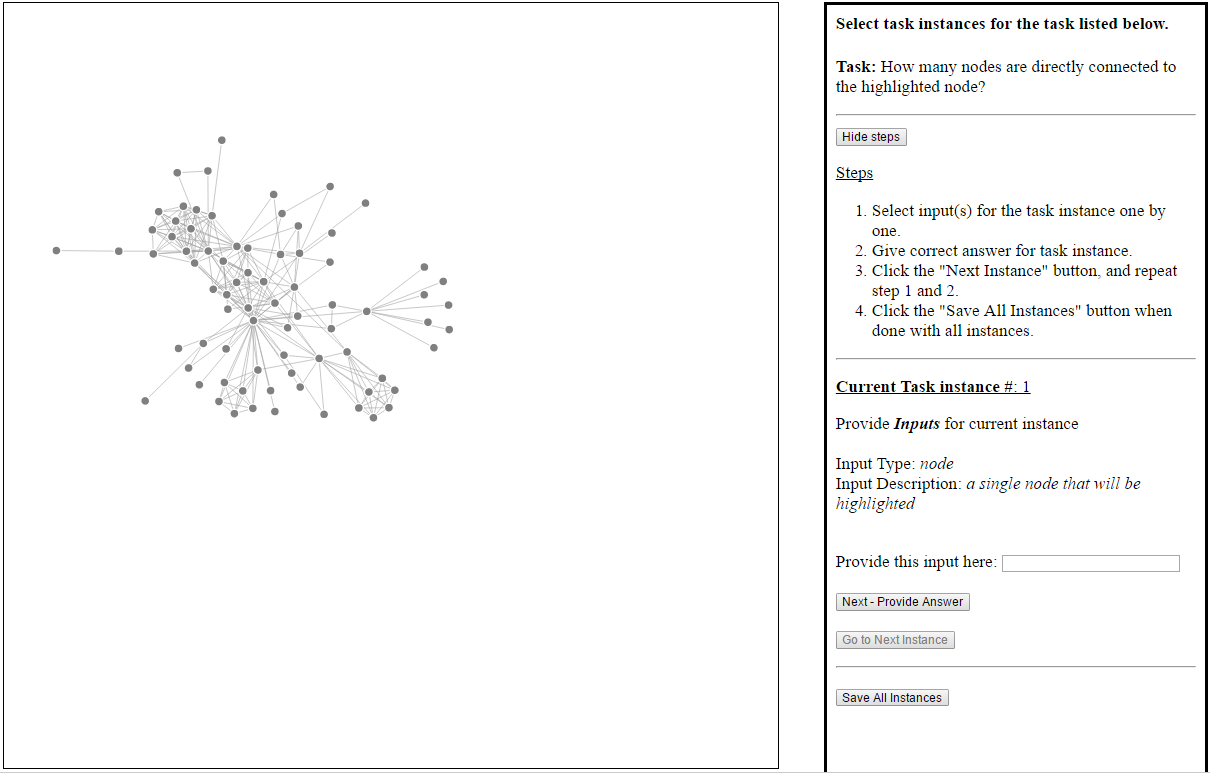 Select task instances for the task listed below.
Task: How many nodes are directly connected to
the highlighted node?
Hide steps
Steps
1. Select input(s) for the task instance one by
one.
2. Give correct answer for task instance.
3. Click the "Next Instance" button, and repeat
step 1 and 2.
4. Click the "Save All Instances" button when
done with all instances.
Current Task instance #: 1
Provide Inputs for current instance
Input Type: node
Input Description: a single node that will be
highlighted
Provide this input here:
Next - Provide Answer
Go to Next Instance
Save All Instances